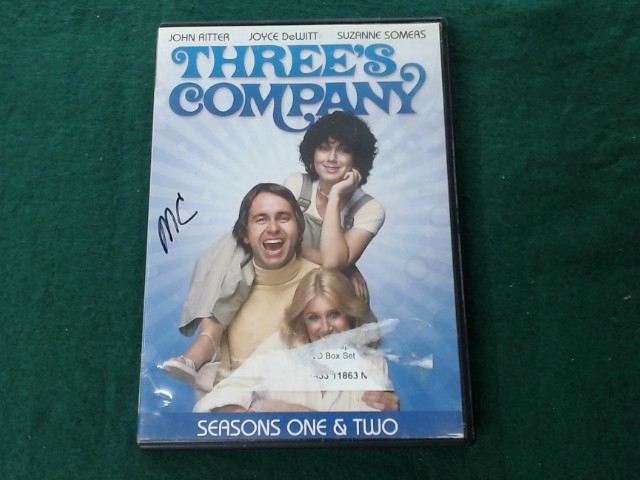 JOHN RITTER JOYCE DeWITT SUZANNE SOMERS
THREE'S
COMPANY
MC
Box Set
11863 N
SEASONS ONE & TWO